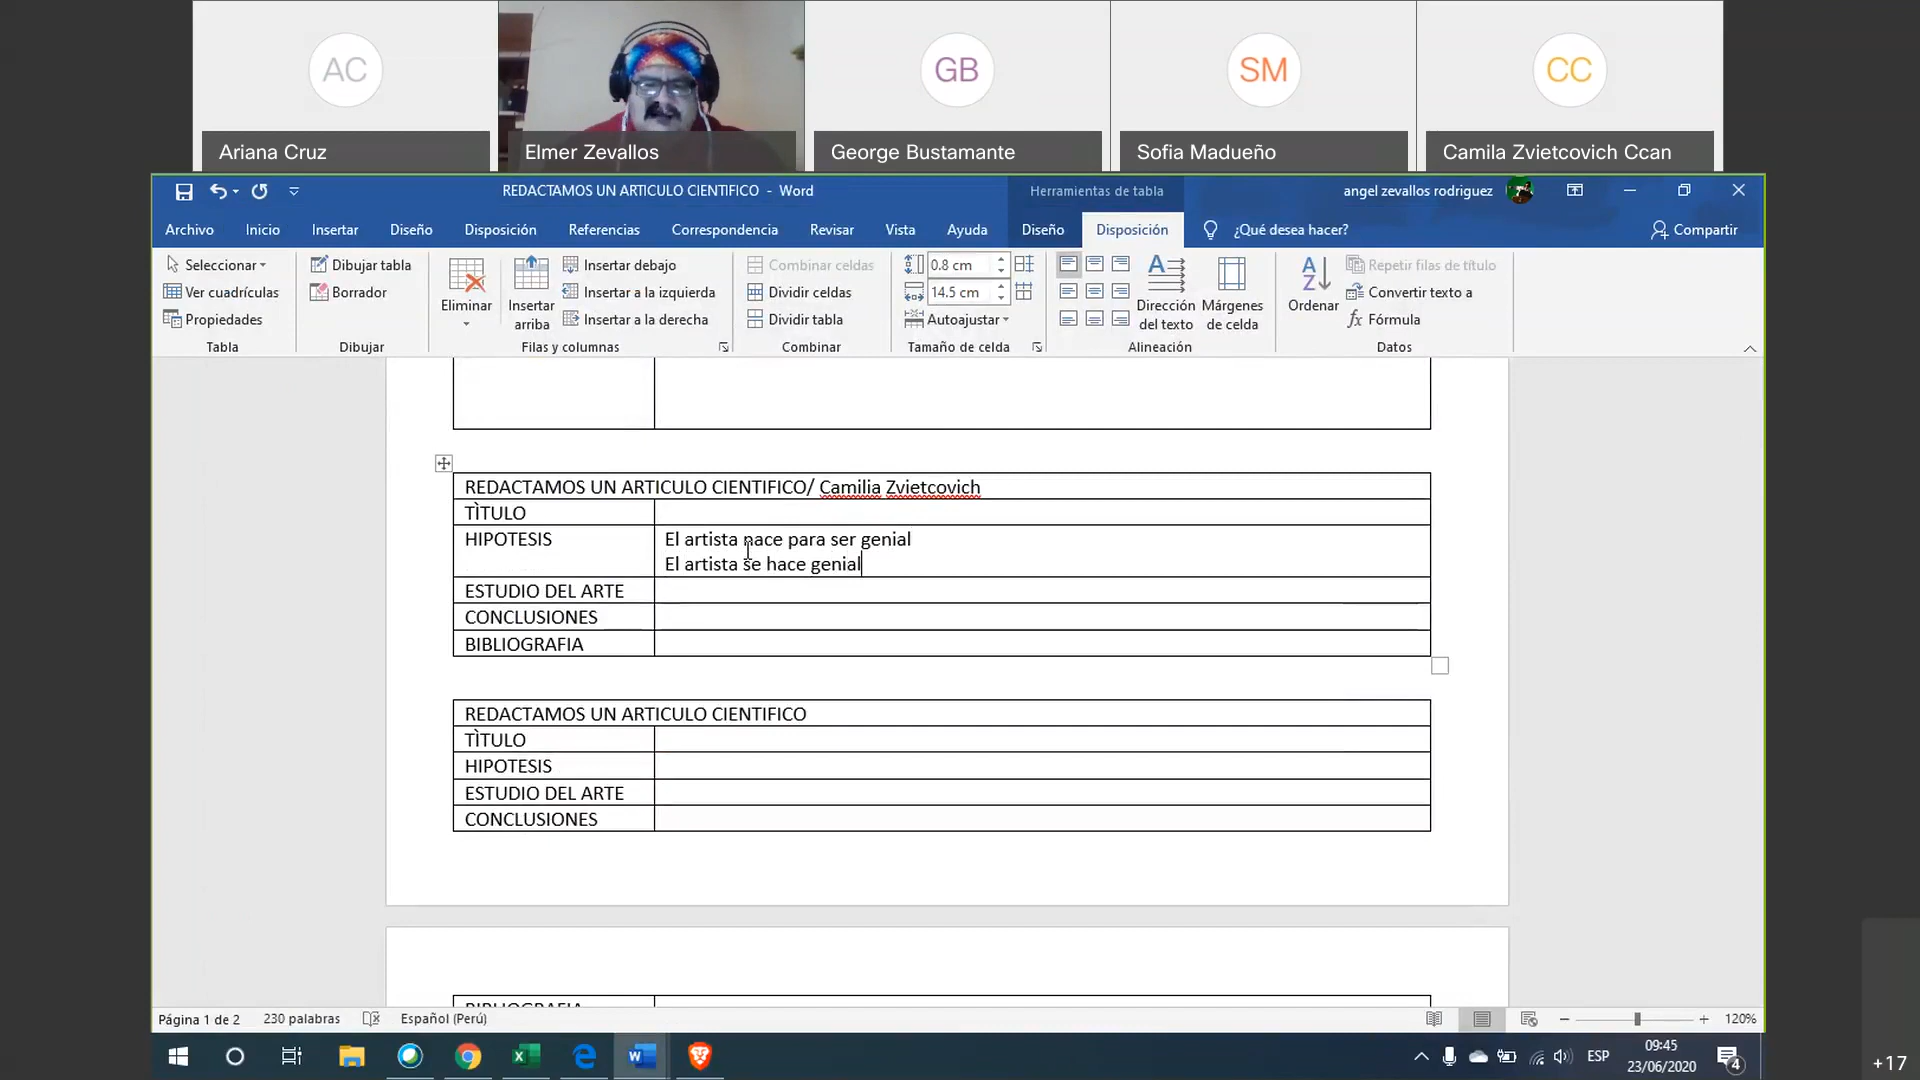 AC
GB
SM
CC
Ariana Cruz
Elmer Zevallos
George Bustamante
Sofia Madueño
Camila Zvietcovich Ccan
REDACTAMOS UN ARTICULO CIENTIFICO - Word
Herramientas de tabla
angel zevallos rodriguez
Archivo
Inicio
Insertar
Diseño
Disposición
Referencias
Correspondencia
Revisar
Vista
Ayuda
Diseño
Disposición
¿Qué desea hacer?
Compartir
Seleccionar
Ver cuadrículas
Propiedades
Tabla
Dibujar tabla
Borrador
Dibujar
Eliminar
Insertar arriba
Insertar debajo
Insertar a la izquierda
Insertar a la derecha
Filas y columnas
Combinar celdas
Dividir celdas
Dividir tabla
Combinar
0.8 cm
14.5 cm
Autoajustar
Tamaño de celda
Dirección del texto
Márgenes de celda
Alineación
Ordenar
Repetir filas de título
Convertir texto a
Fórmula
Datos
REDACTAMOS UN ARTICULO CIENTIFICO/ Camilia Zvietcovich
TÌTULO
HIPOTESIS
El artista nace para ser genial
El artista se hace genial
ESTUDIO DEL ARTE
CONCLUSIONES
BIBLIOGRAFIA
REDACTAMOS UN ARTICULO CIENTIFICO
TÌTULO
HIPOTESIS
ESTUDIO DEL ARTE
CONCLUSIONES
BIBLIOGRAFIA
Página 1 de 2
230 palabras
Español (Perú)
120%
ESP
09:45
23/06/2020
4
+17